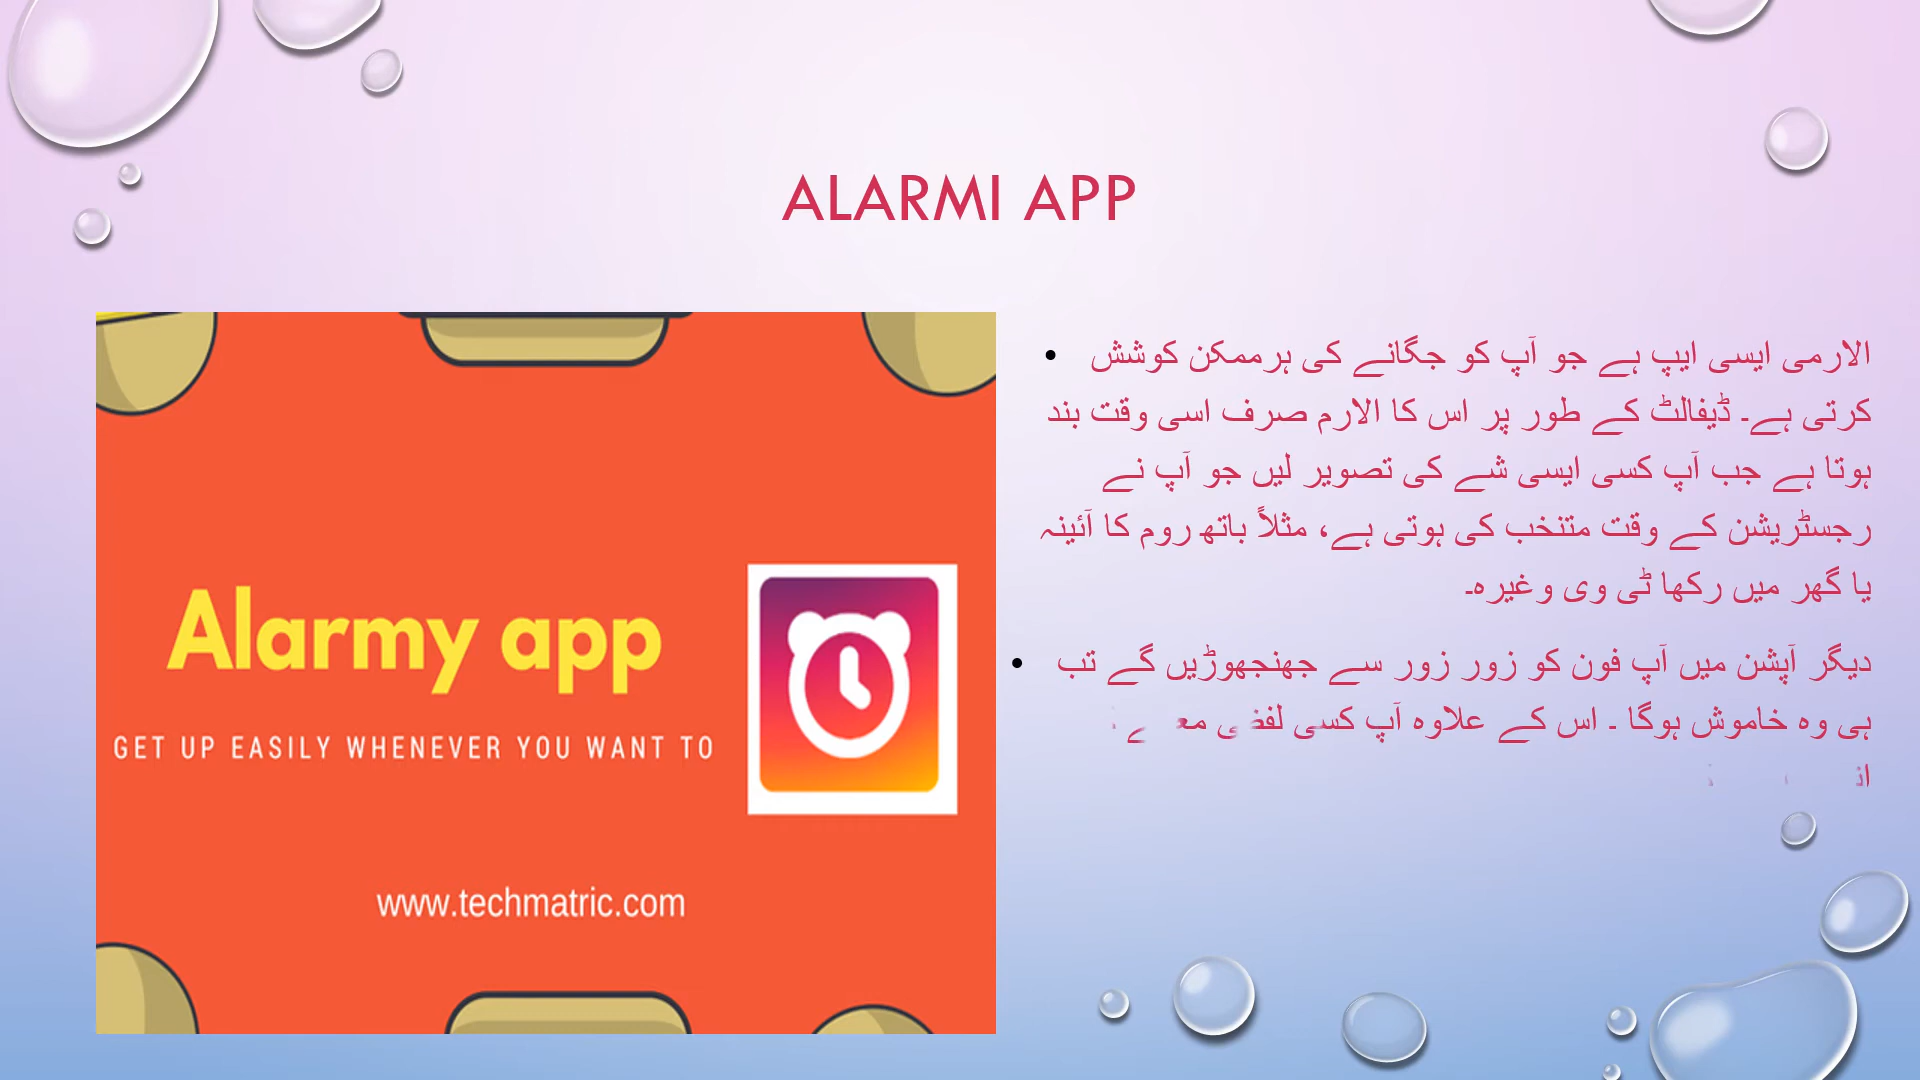 ALARMI APP
Alarmy app
GET UP EASILY WHENEVER YOU WANT TO
www.techmatric.com
الارمی ایسی ایپ ہے جو آپ کو جگانے کی ہرممکن کوشش
کرتی ہے۔ ڈیفالٹ کے طور پر اس کا الارم صرف اسی وقت بند
ہوتا ہے جب آپ کسی ایسی شے کی تصویر لیں جو آپ نے
رجسٹریشن کے وقت متنخب کی ہوتی ہے، مثلاً باتھ روم کا آئینہ
یا گھر میں رکھا ٹی وی وغیرہ۔
دیگر آپشن میں آپ فون کو زور زور سے جھنجھوڑیں گے تب
ہی وہ خاموش ہوگا ۔ اس کے علاوہ آپ کسی